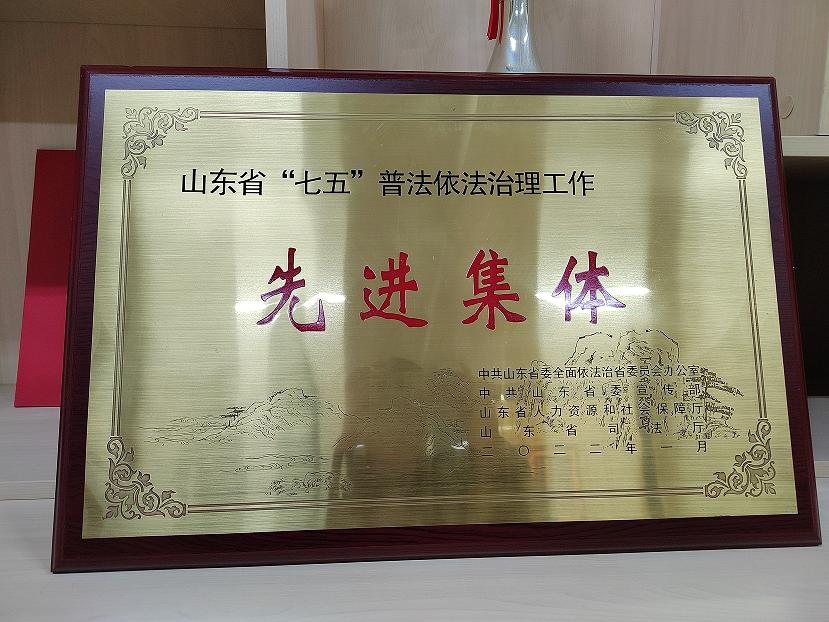 山东省“七五”普法依法治理工作
先进集体
中共山东省委全面依法治省委员会办公室
中共山东省委宣传部
山东省人力资源和社会保障厅
山东省司法厅
二〇二二年一月